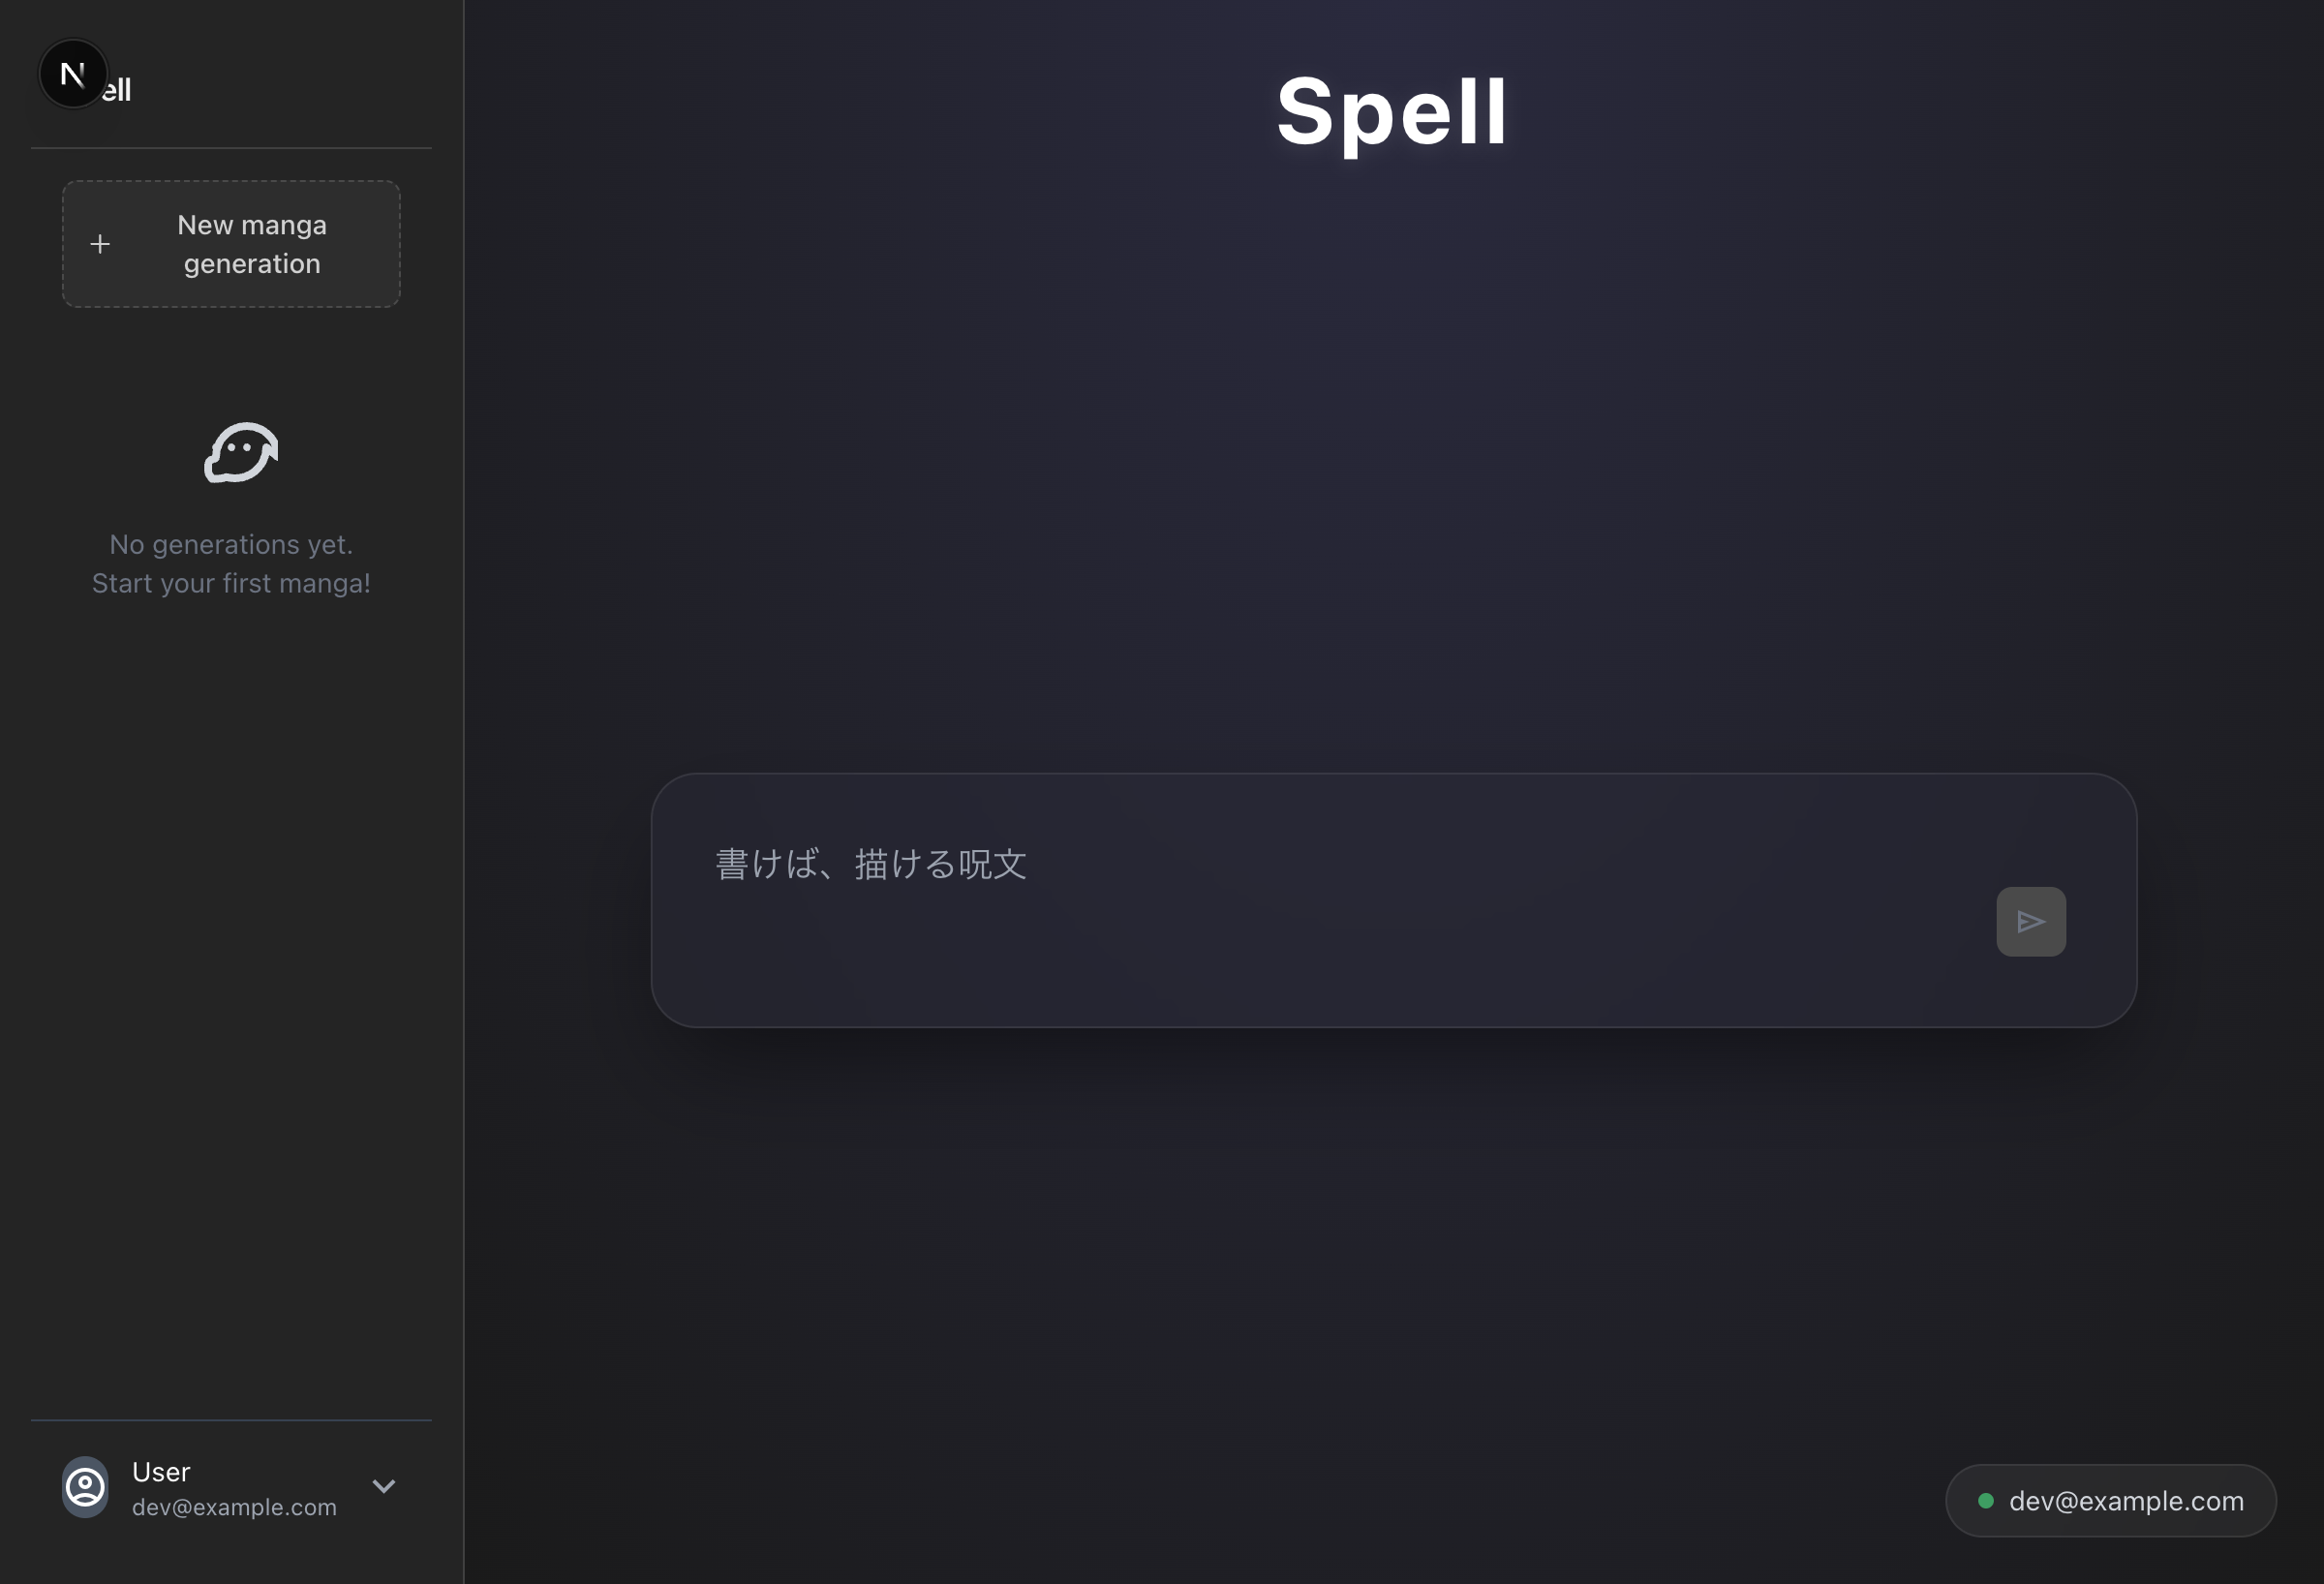 N
ell
New manga
generation
No generations yet.
Start your first manga!
User
dev@example.com
Spell
書けば、描ける呪文
dev@example.com